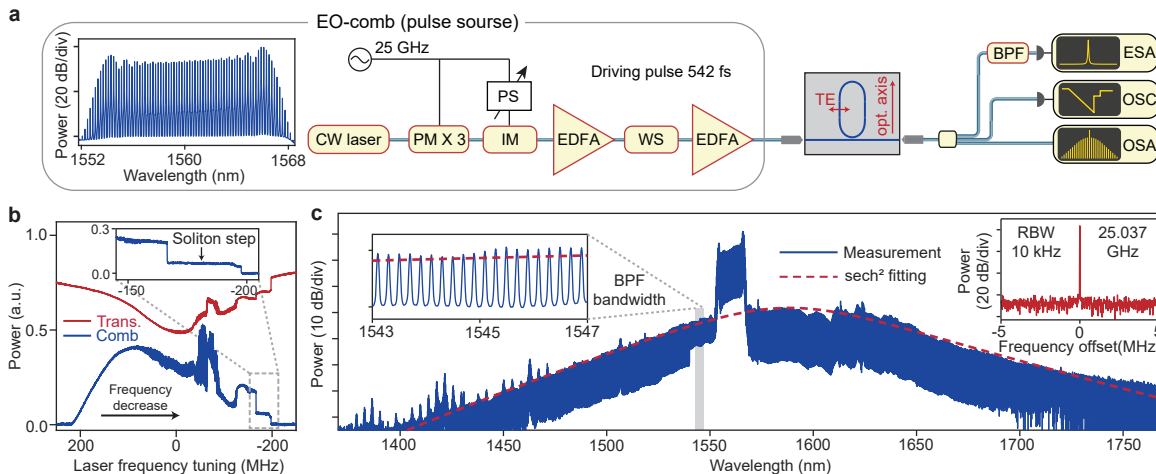 a
EO-comb (pulse sourse)
Power (20 dB/div)
1552
1560
1568
Wavelength (nm)
25 GHz
PS
Driving pulse 542 fs
CW laser
PM X 3
IM
EDFA
WS
EDFA
TE
opt. axis
BPF
ESA
OSC
OSA
b
Power (a.u.)
1.0
0.5
0.0
0.3
0.0
Soliton step
-150
-200
Trans.
Comb
Frequency
decrease
200
0
-200
Laser frequency tuning (MHz)
c
Power (10 dB/div)
1543
1545
1547
BPF
bandwidth
Measurement
sech² fitting
Power
(20 dB/div)
RBW
10 kHz
25.037
GHz
-5
0
5
Frequency offset(MHz)
1400
1500
1550
1600
1650
1700
1750
Wavelength (nm)